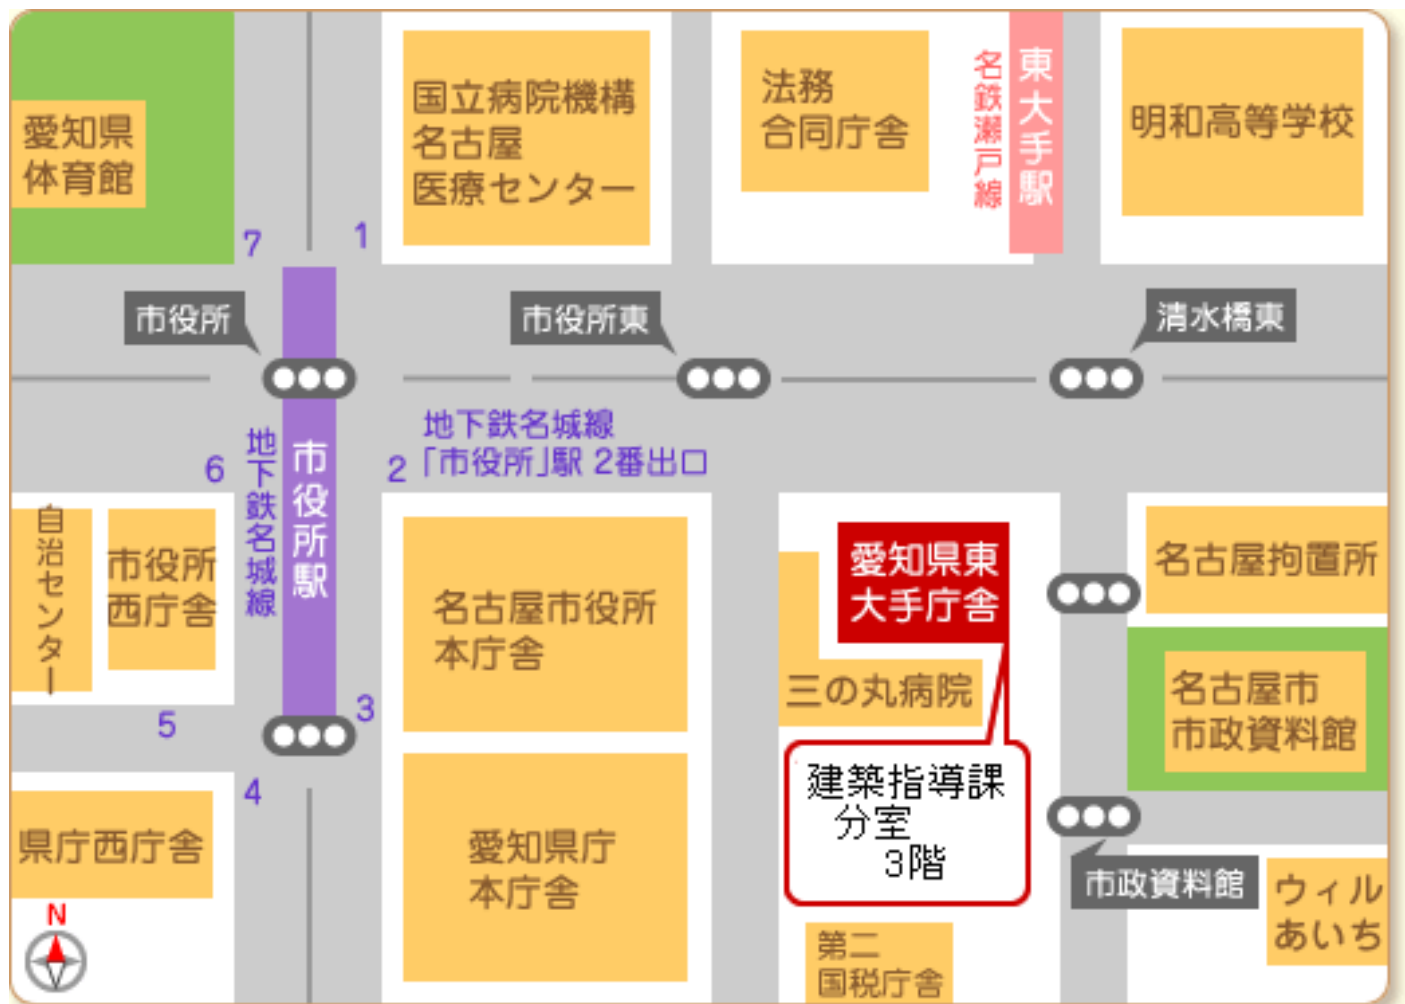 愛知県
体育館
国立病院機構
名古屋
医療センター
法務
合同庁舎
名鉄瀬戸線
東大手駅
明和高等学校
7
1
市役所
市役所東
清水橋東
地下鉄名城線
「市役所」駅 2番出口
6
地下鉄名城線
市役所駅
2
自治センター
市役所
西庁舎
名古屋市役所
本庁舎
愛知県東
大手庁舎
名古屋拘置所
三の丸病院
名古屋市
市政資料館
5
3
4
建築指導課
分室
3階
県庁西庁舎
愛知県庁
本庁舎
市政資料館
ウィル
あいち
N
第二
国税庁舎